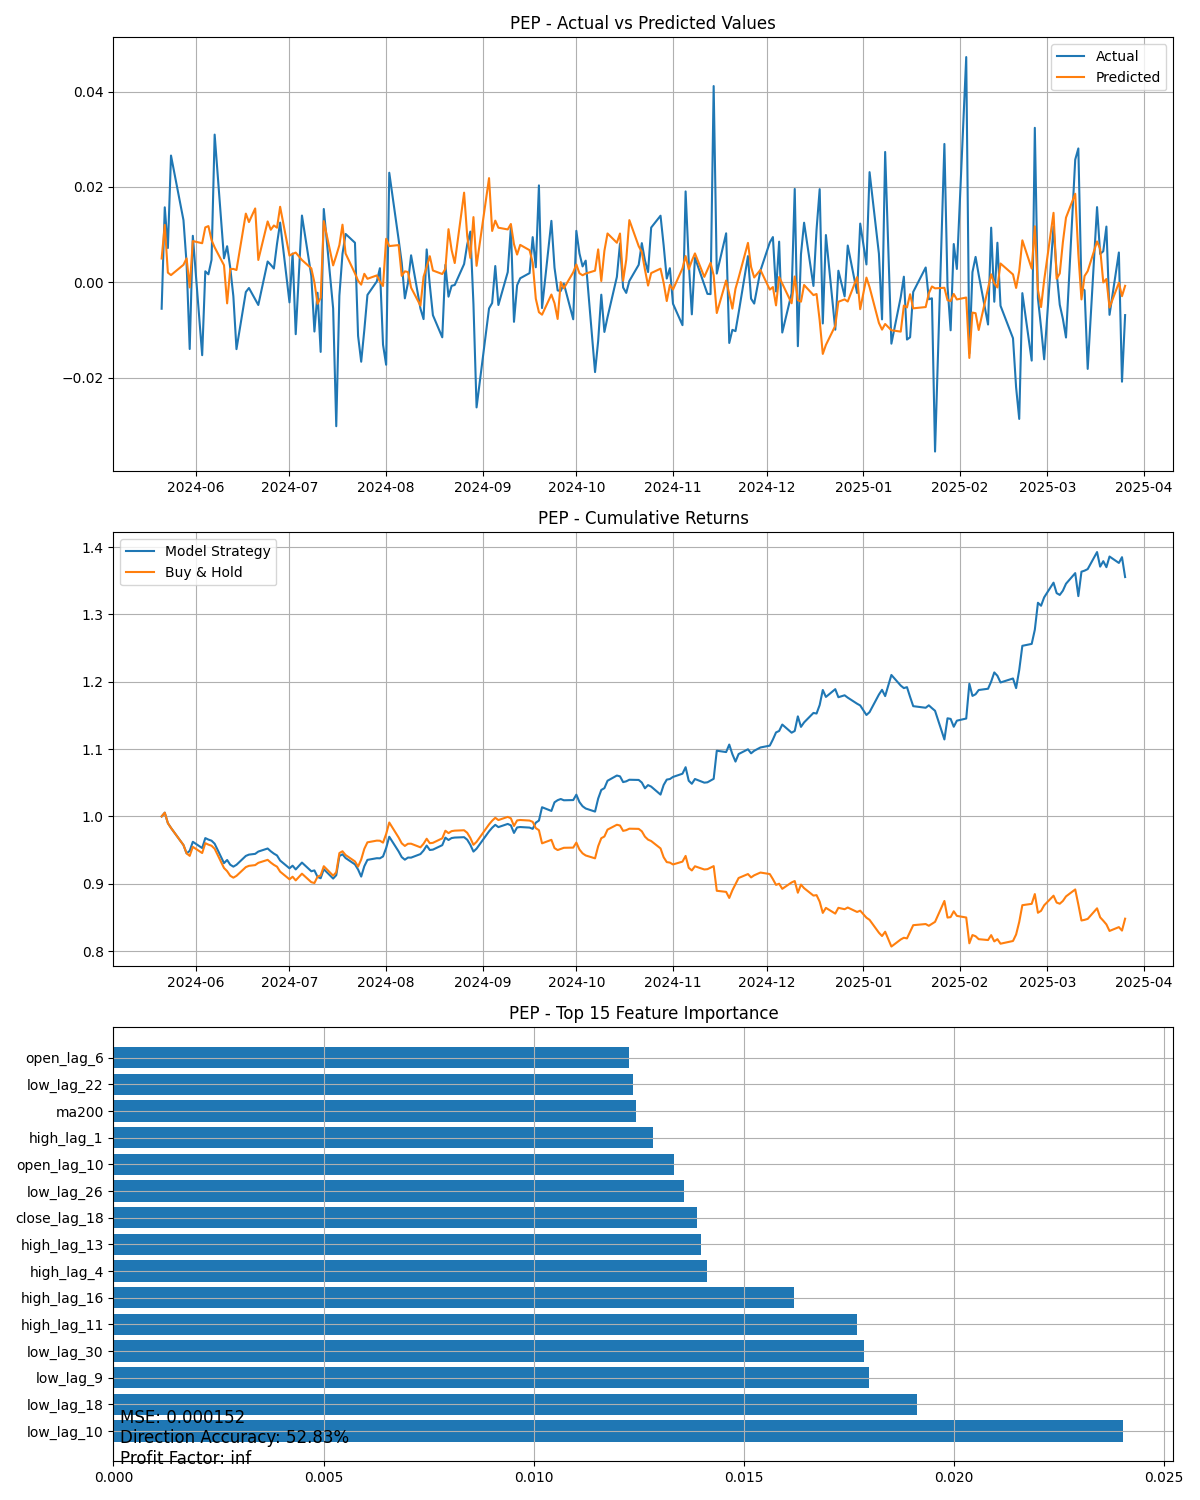 PEP - Actual vs Predicted Values
Actual
Predicted
0.04
0.02
0.00
−0.02
2024-06 2024-07 2024-08 2024-09 2024-10 2024-11 2024-12 2025-01 2025-02 2025-03 2025-04
PEP - Cumulative Returns
Model Strategy
Buy & Hold
1.4
1.3
1.2
1.1
1.0
0.9
0.8
2024-06 2024-07 2024-08 2024-09 2024-10 2024-11 2024-12 2025-01 2025-02 2025-03 2025-04
PEP - Top 15 Feature Importance
open_lag_6
low_lag_22
ma200
high_lag_1
open_lag_10
low_lag_26
close_lag_18
high_lag_13
high_lag_4
high_lag_16
high_lag_11
low_lag_30
low_lag_9
low_lag_18
low_lag_10
MSE: 0.000152
Direction Accuracy: 52.83%
Profit Factor: inf
0.000 0.005 0.010 0.015 0.020 0.025